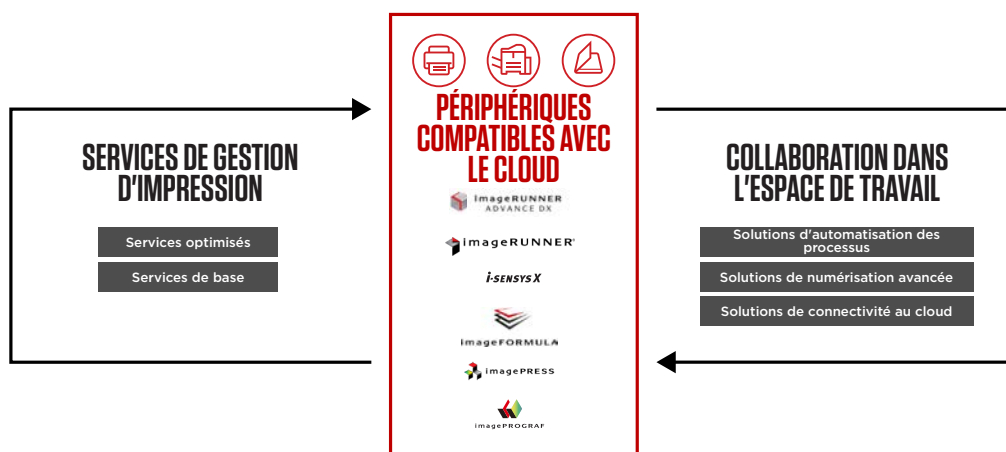 SERVICES DE GESTION
D'IMPRESSION
Services optimisés
Services de base
PÉRIPHÉRIQUES
COMPATIBLES AVEC
LE CLOUD
imageRUNNER
ADVANCE DX
imageRUNNER®
i-SENSYS X
imageFORMULA
imagePRESS
imagePROGRAF
COLLABORATION DANS
L'ESPACE DE TRAVAIL
Solutions d'automatisation des
processus
Solutions de numérisation avancée
Solutions de connectivité au cloud